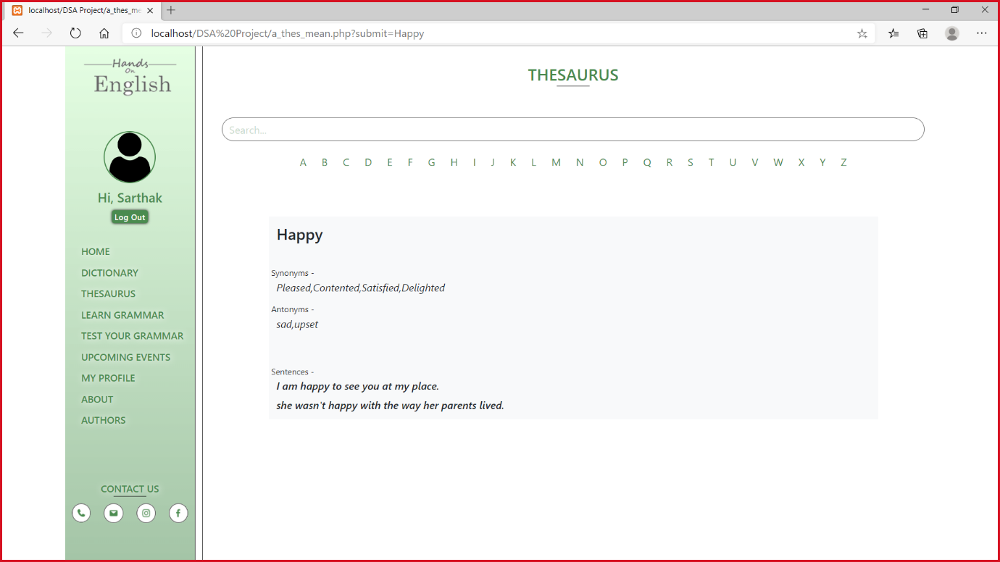 localhost/DSA Project/a_thes_me
localhost/DSA%20Project/a_thes_mean.php?submit=Happy
Hands
On
English
Hi, Sarthak
Log Out
HOME
DICTIONARY
THESAURUS
LEARN GRAMMAR
TEST YOUR GRAMMAR
UPCOMING EVENTS
MY PROFILE
ABOUT
AUTHORS
CONTACT US
THESAURUS
Search...
A B C D E F G H I J K L M N O P Q R S T U V W X Y Z
Happy
Synonyms -
Pleased,Contented,Satisfied,Delighted
Antonyms -
sad,upset
Sentences -
I am happy to see you at my place.
she wasn't happy with the way her parents lived.